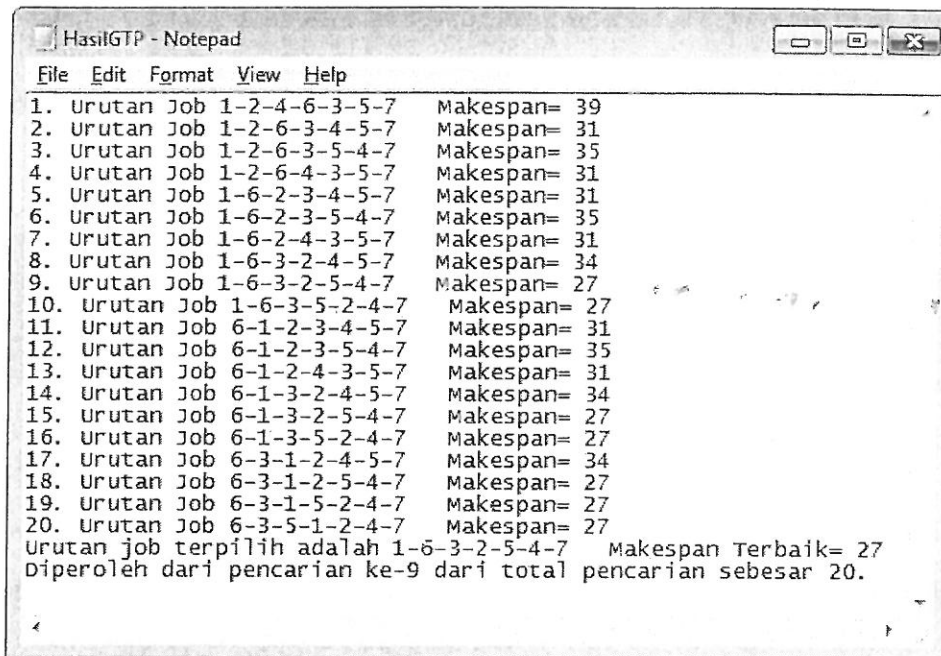 HasilGTP - Notepad
File Edit Format View Help
1. Urutan Job 1-2-4-6-3-5-7 Makespan= 39
2. Urutan Job 1-2-6-3-4-5-7 Makespan= 31
3. Urutan Job 1-2-6-3-5-4-7 Makespan= 35
4. Urutan Job 1-2-6-4-3-5-7 Makespan= 31
5. Urutan Job 1-6-2-3-4-5-7 Makespan= 31
6. Urutan Job 1-6-2-3-5-4-7 Makespan= 35
7. Urutan Job 1-6-2-4-3-5-7 Makespan= 31
8. Urutan Job 1-6-3-2-4-5-7 Makespan= 34
9. Urutan Job 1-6-3-2-5-4-7 Makespan= 27
10. Urutan Job 1-6-3-5-2-4-7 Makespan= 27
11. Urutan Job 6-1-2-3-4-5-7 Makespan= 31
12. Urutan Job 6-1-2-3-5-4-7 Makespan= 35
13. Urutan Job 6-1-2-4-3-5-7 Makespan= 31
14. Urutan Job 6-1-3-2-4-5-7 Makespan= 34
15. Urutan Job 6-1-3-2-5-4-7 Makespan= 27
16. Urutan Job 6-1-3-5-2-4-7 Makespan= 27
17. Urutan Job 6-3-1-2-4-5-7 Makespan= 34
18. Urutan Job 6-3-1-2-5-4-7 Makespan= 27
19. Urutan Job 6-3-1-5-2-4-7 Makespan= 27
20. Urutan Job 6-3-5-1-2-4-7 Makespan= 27
Urutan job terpilih adalah 1-6-3-2-5-4-7 Makespan Terbaik= 27
Diperoleh dari pencarian ke-9 dari total pencarian sebesar 20.